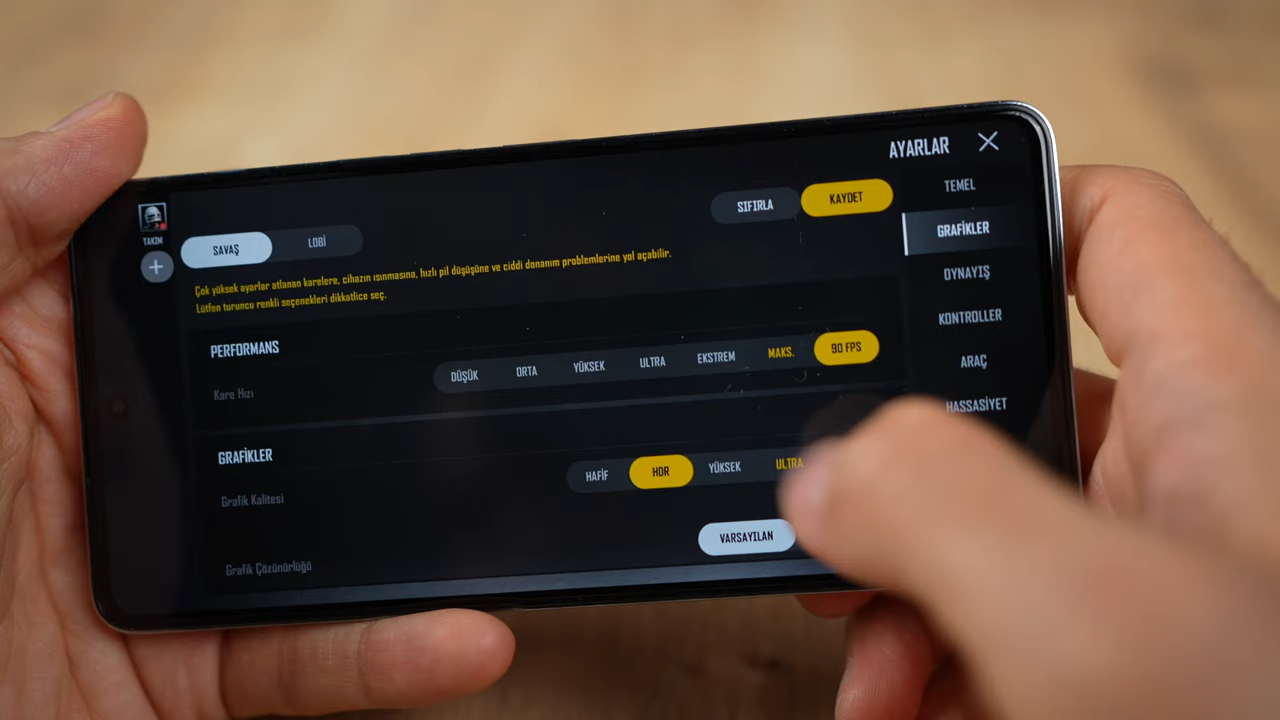 AYARLAR
TAKIM
SAVAŞ
LOBİ
SIFIRLA
KAYDET
Çok yüksek ayarlar atlanan karelere, cihazın ısınmasına, hızlı pil düşüşüne ve ciddi donanım problemlerine yol açabilir.
Lütfen turuncu renkli seçenekleri dikkatlice seç.
PERFORMANS
Kare Hızı
DÜŞÜK
ORTA
YÜKSEK
ULTRA
EKSTREM
MAKS.
90 FPS
GRAFİKLER
Grafik Kalitesi
HAFİF
HDR
YÜKSEK
ULTRA
Grafik Çözünürlüğü
VARSAYILAN
TEMEL
GRAFİKLER
OYNAYIŞ
KONTROLLER
ARAÇ
HASSASİYET